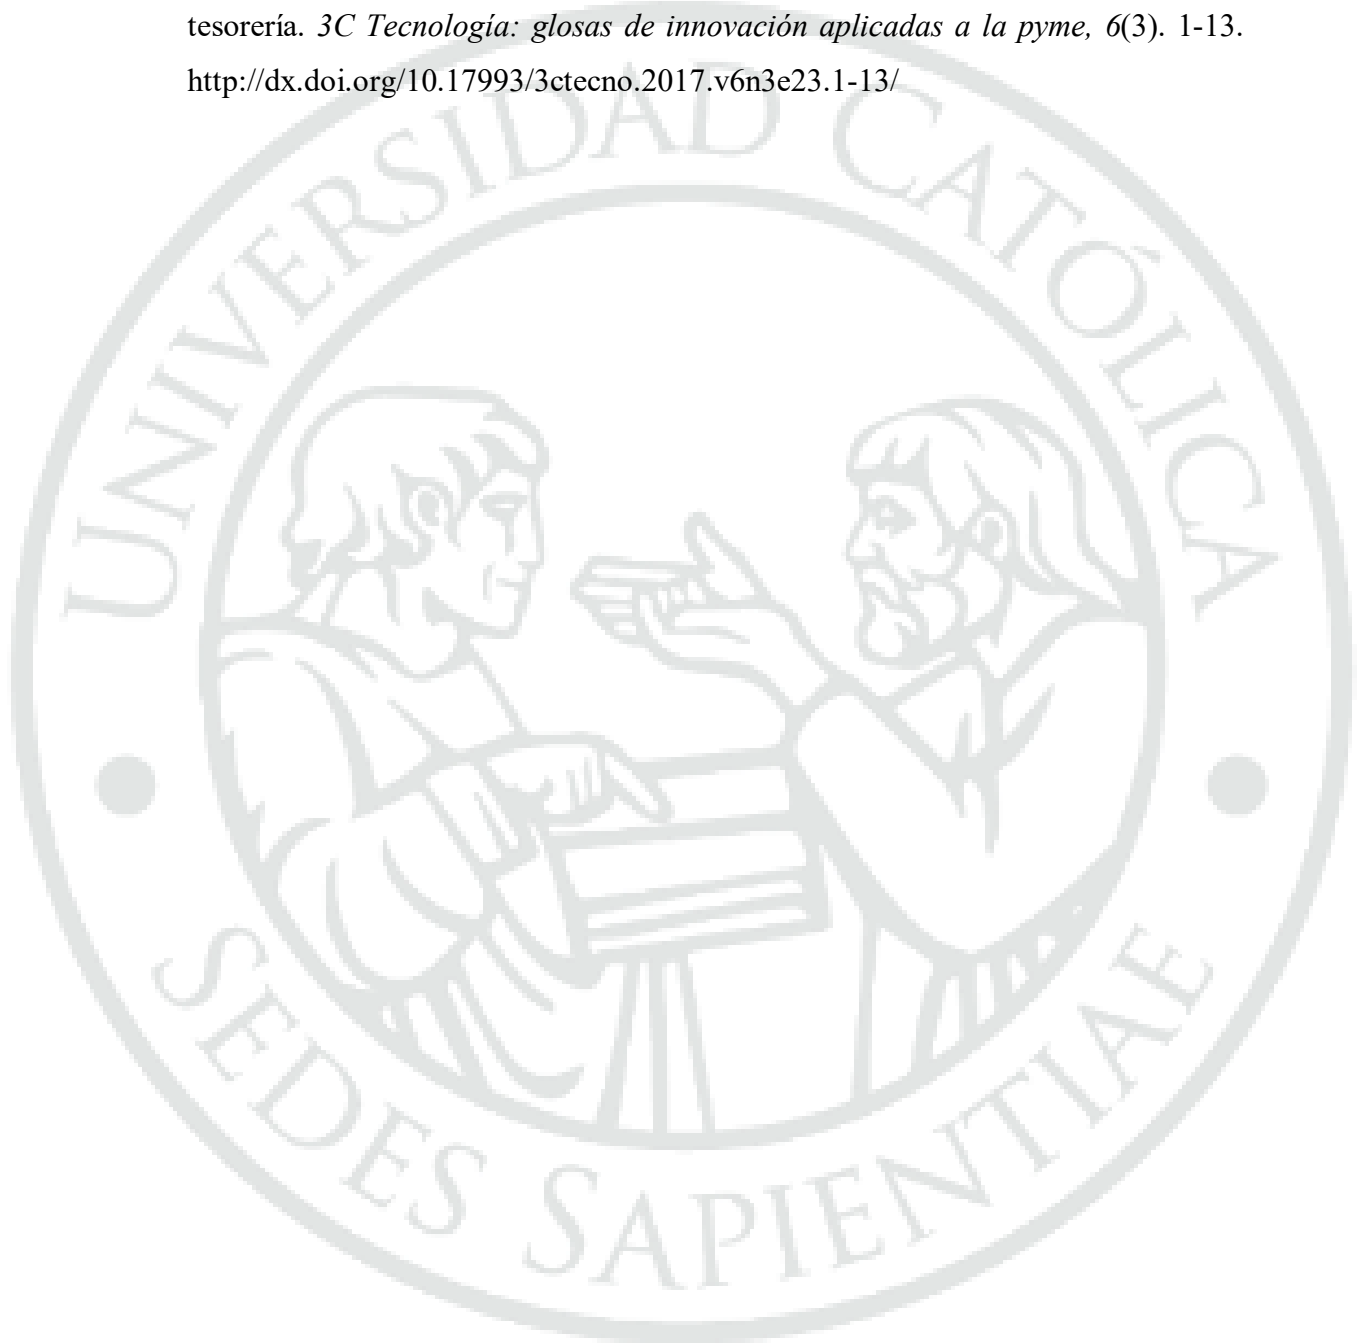 tesorería. 3C Tecnología: glosas de innovación aplicadas a la pyme, 6(3). 1-13.
http://dx.doi.org/10.17993/3ctecno.2017.v6n3e23.1-13/
UNIVERSIDAD CATÓLICA
SEDES SAPIENTIAE